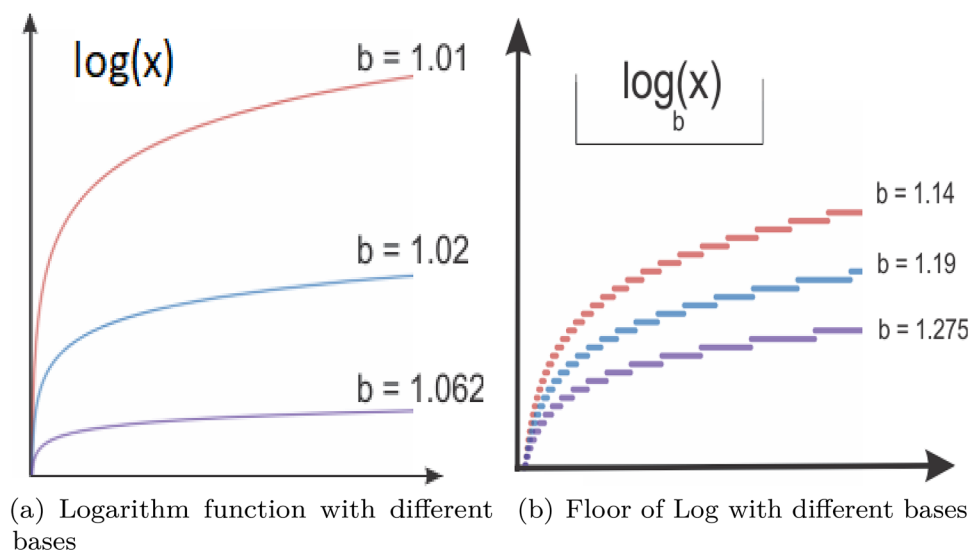 log(x)
b = 1.01
b = 1.02
b = 1.062
(a) Logarithm function with different
bases
log(x)
b
b = 1.14
b = 1.19
b = 1.275
(b) Floor of Log with different bases